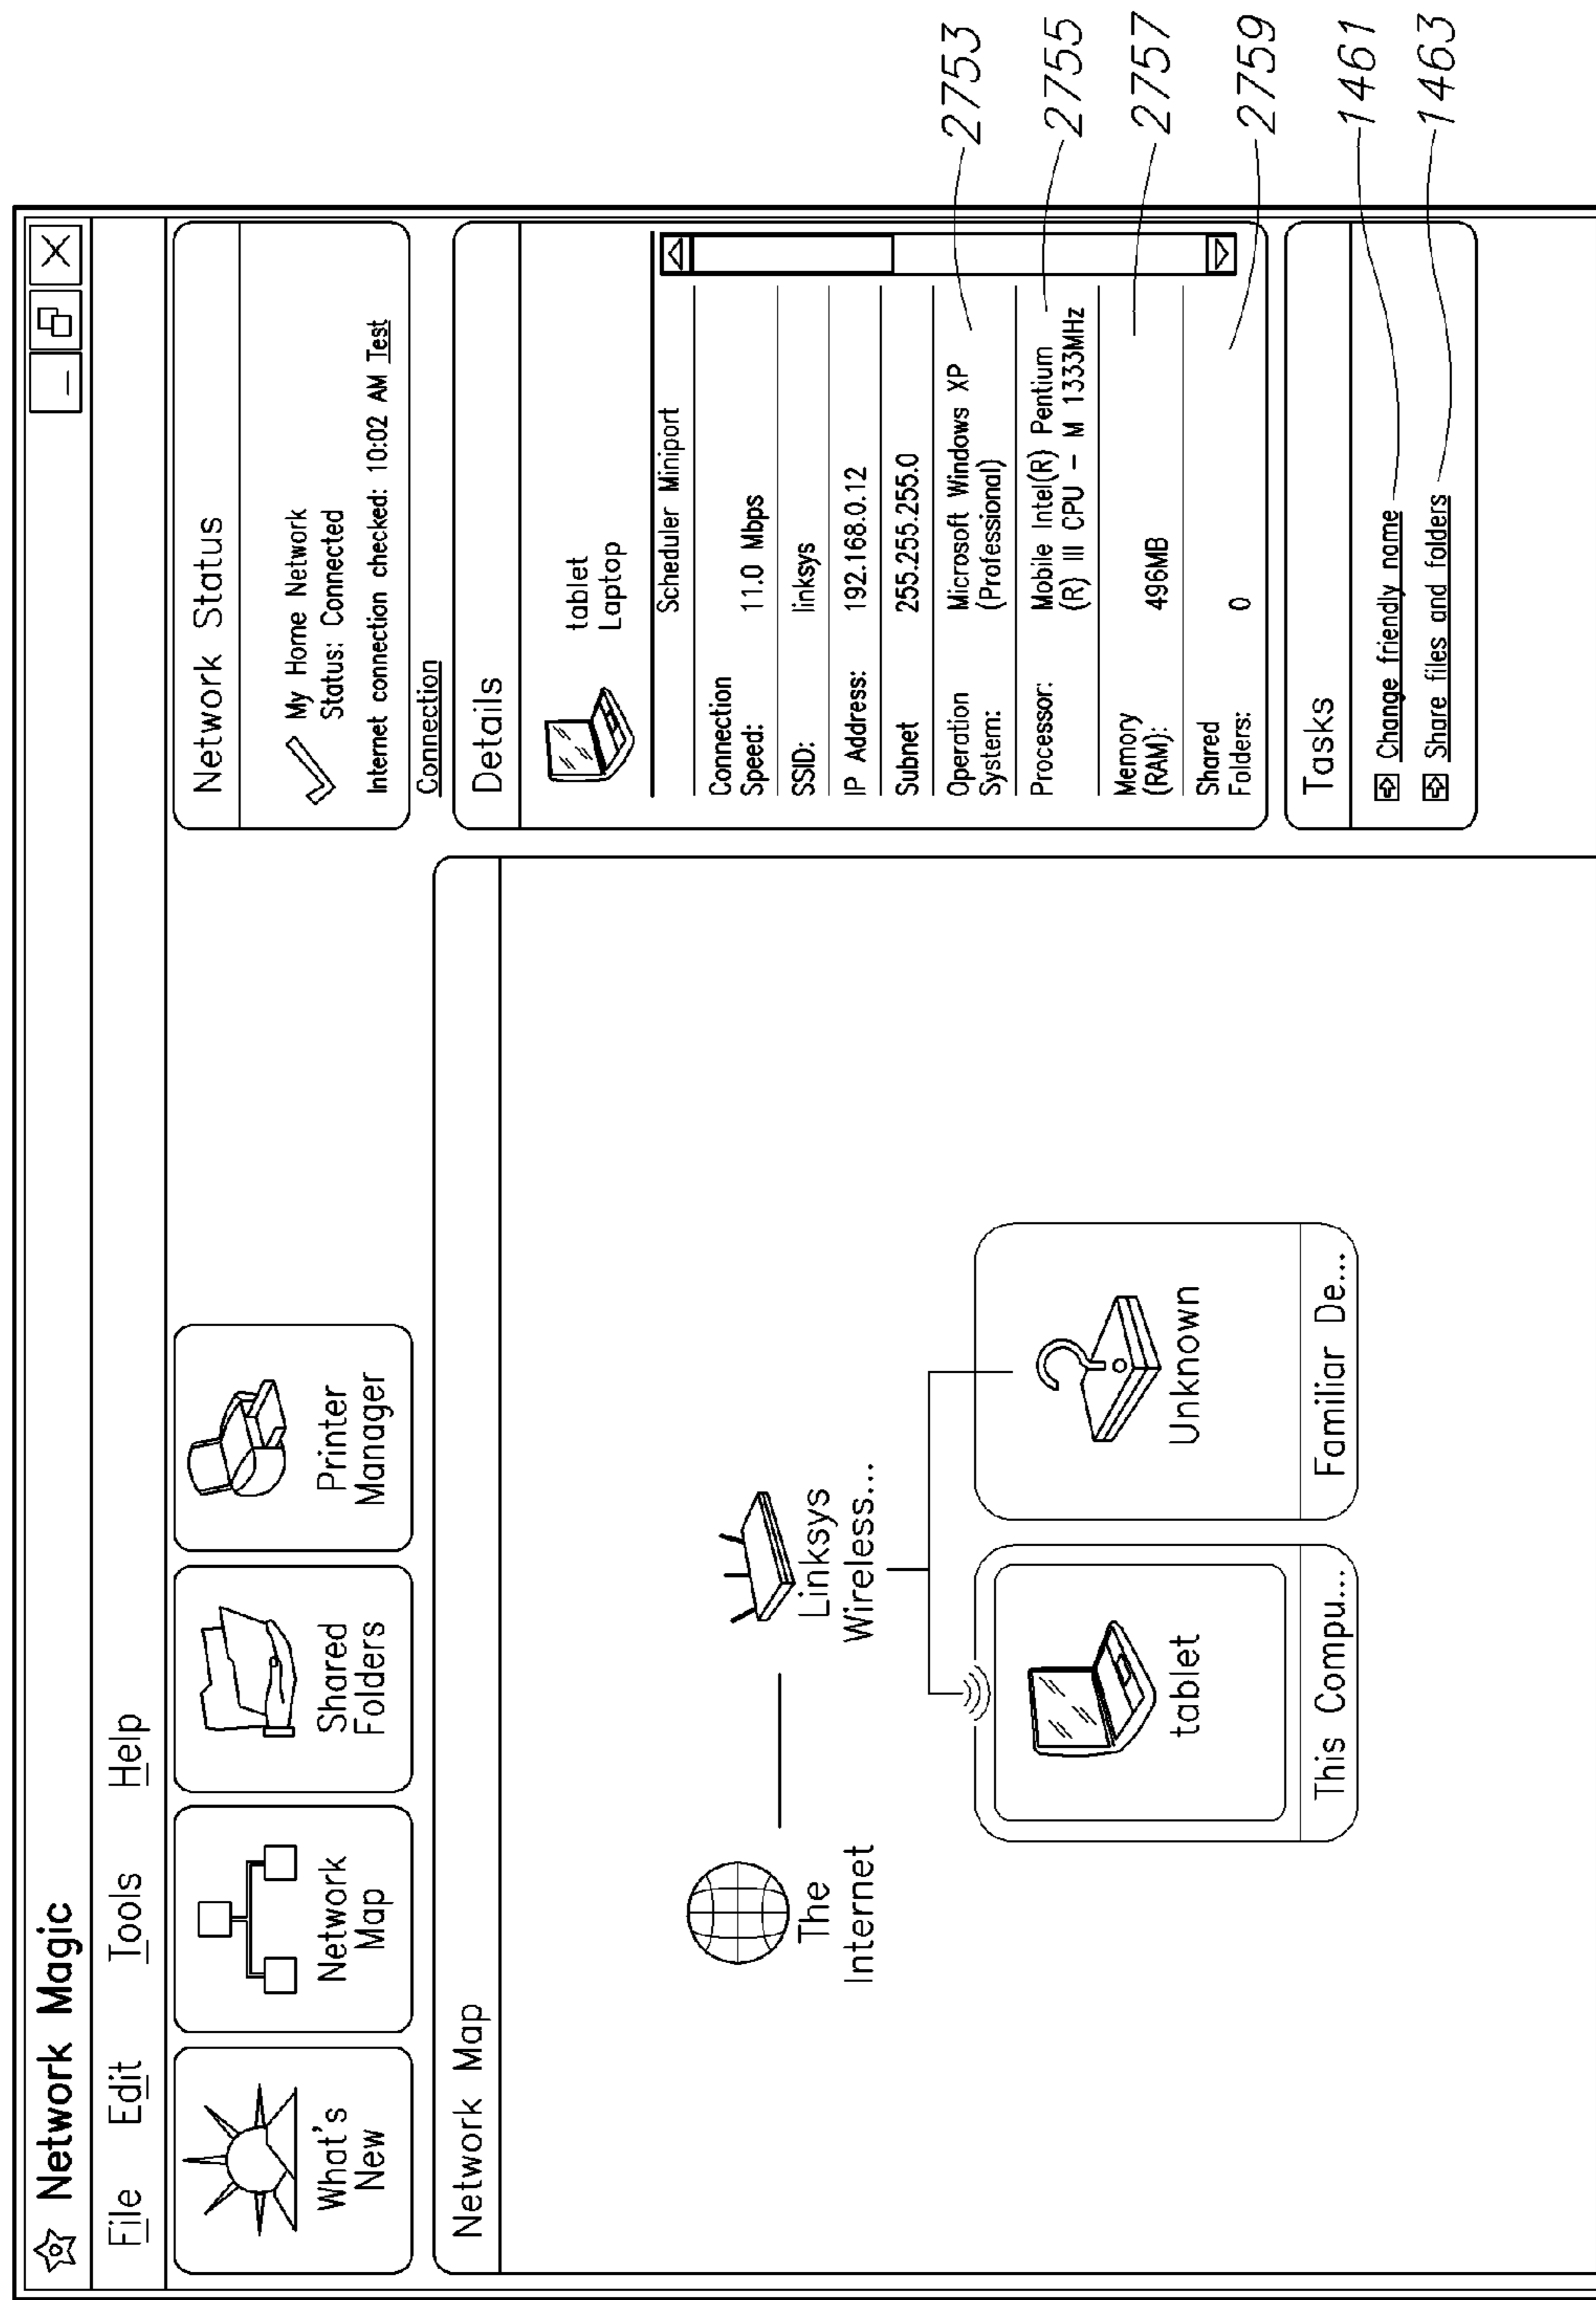 Network Magic
File Edit Tools Help
What's
New
Network
Map
Shared
Folders
Printer
Manager
Network Status
My Home Network
Status: Connected
Internet connection checked: 10:02 AM Test
Connection
Network Map
The
Internet
Linksys
Wireless...
tablet
This Compu...
Unknown
Familiar De...
Details
tablet
Laptop
Scheduler Miniport
Connection
Speed: 11.0 Mbps
SSID: linksys
IP Address: 192.168.0.12
Subnet 255.255.255.0
Operation Microsoft Windows XP
System: (Professional)
Processor: Mobile Intel(R) Pentium
(R) III CPU - M 1333MHz
Memory
(RAM): 496MB
Shared
Folders: 0
Tasks
Change friendly name
Share files and folders
2753
2755
2757
2759
1461
1463